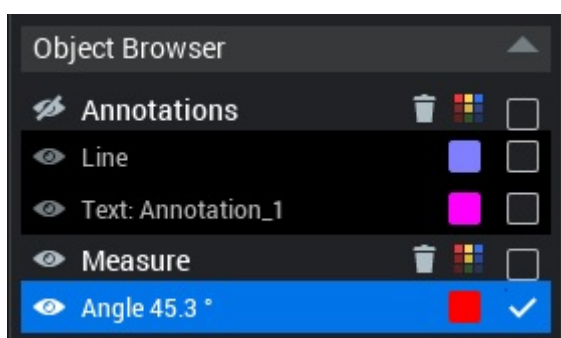 Object Browser
Annotations
Line
Text: Annotation_1
Measure
Angle 45.3 °